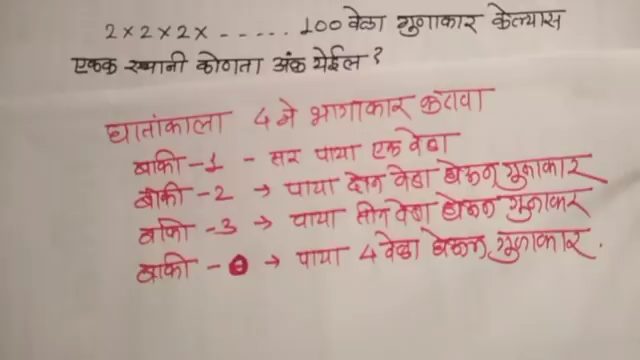 2×2×2×------100 वेळा गुणाकार केल्यास
एकक स्थानी कोणता अंक येईल?
घातांकाला 4 ने भागाकार करावा
बाकी -1 - सर पाया एक वेळा
बाकी -2 → पाया दोन वेळा घेऊन गुणाकार
बाकी -3 → पाया तीन वेळा घेऊन गुणाकर
बाकी - 0 → पाया 4 वेळा घेऊन गुणाकार.